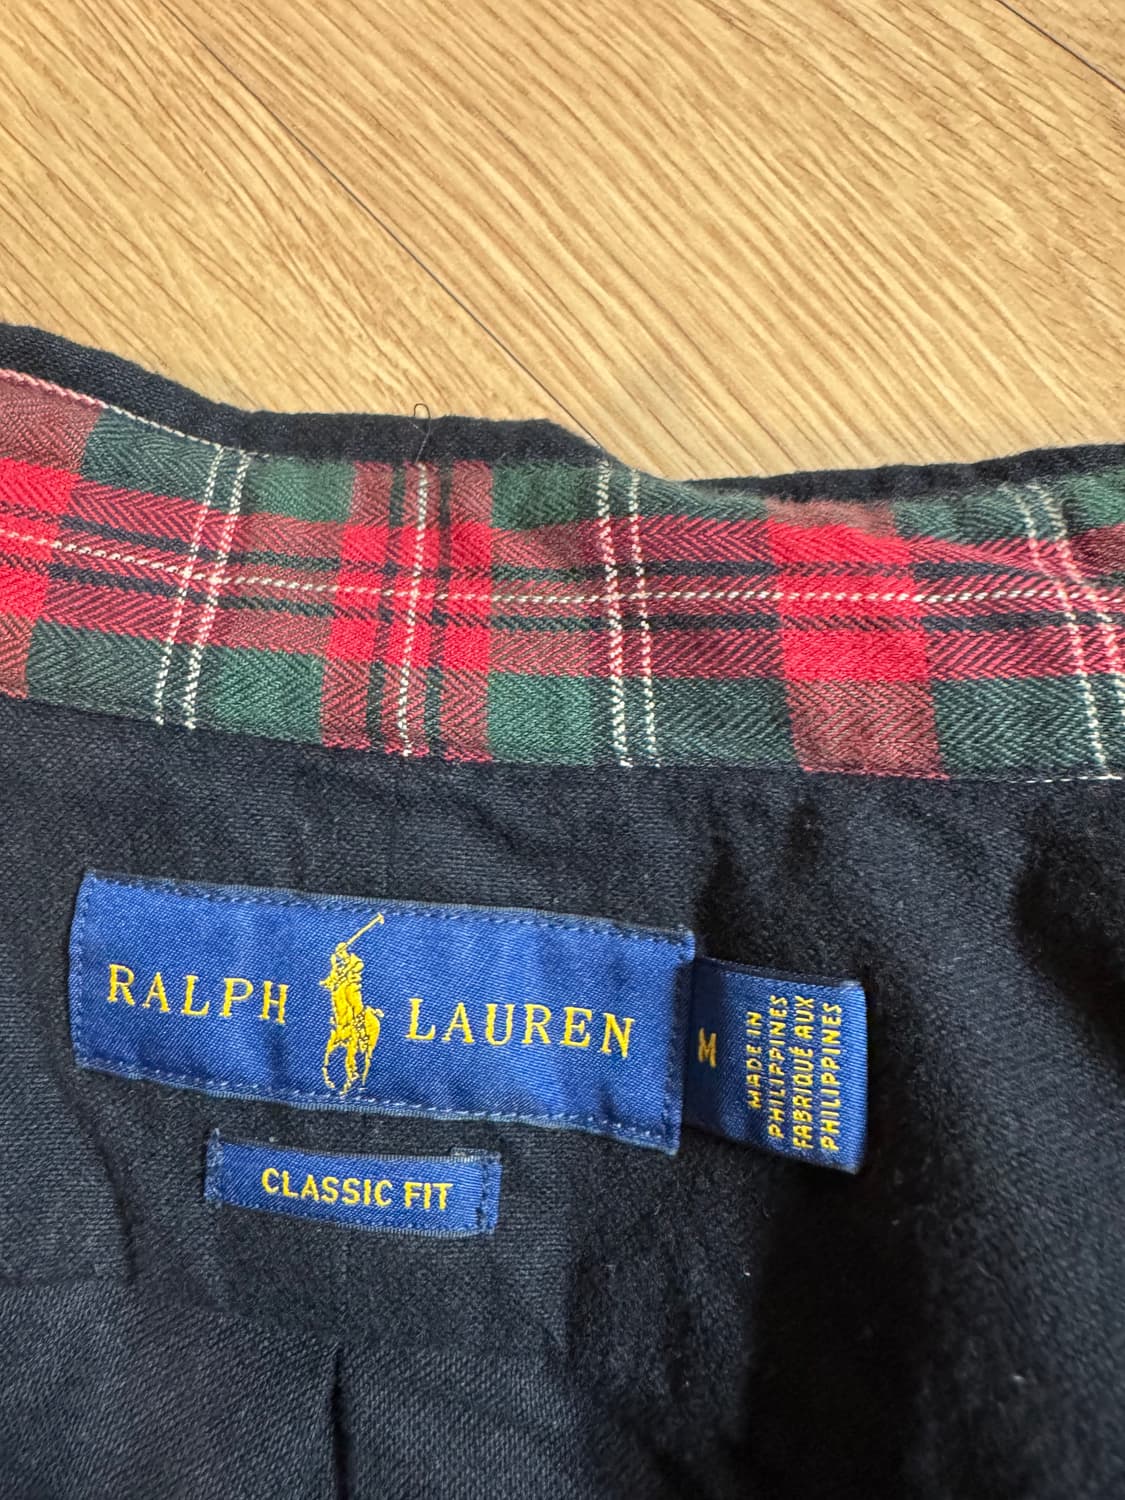 RALPH LAUREN
M
MADE IN
PHILIPPINES
FABRIQUÉ AUX
PHILIPPINES
CLASSIC FIT